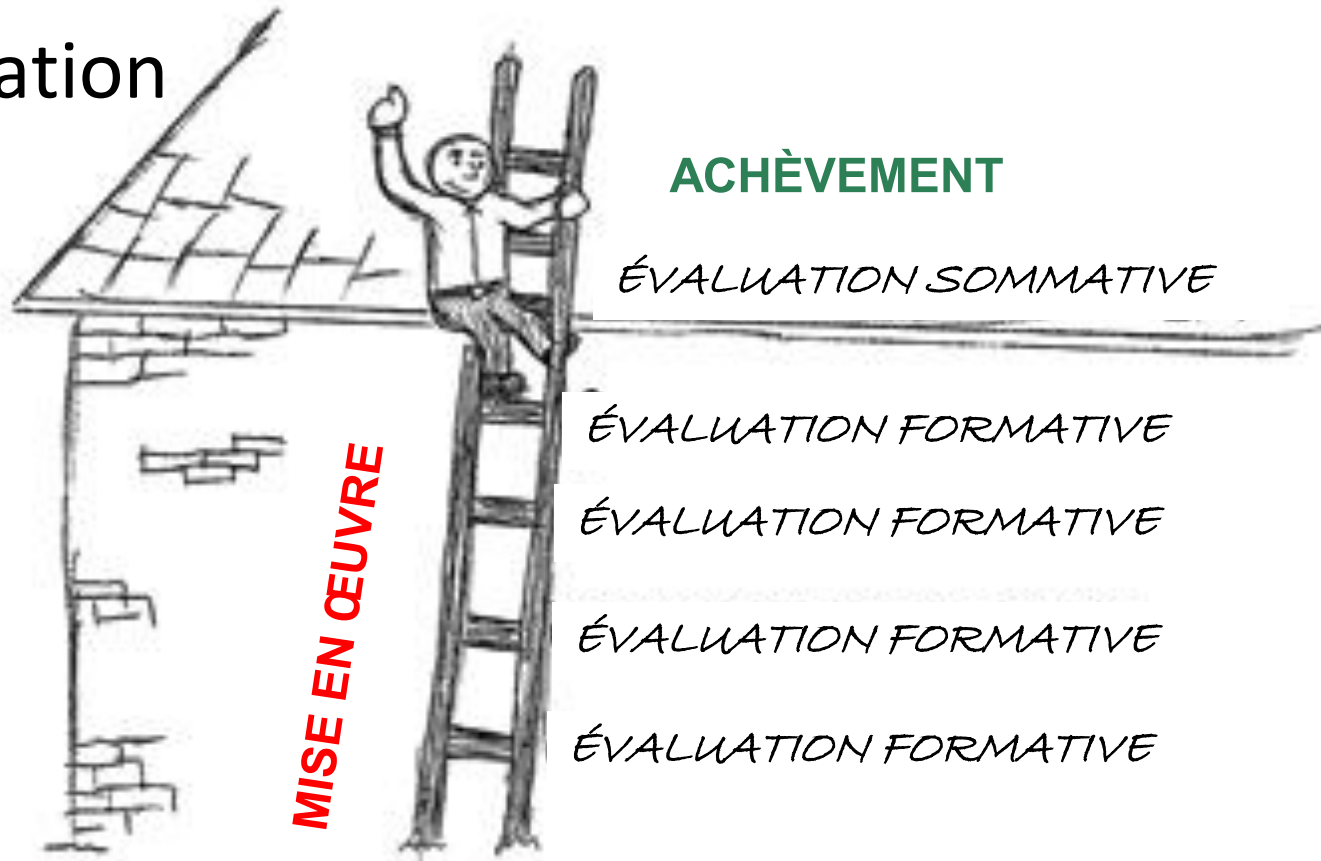 ation
ACHÈVEMENT
ÉVALUATION SOMMATIVE
ÉVALUATION FORMATIVE
ÉVALUATION FORMATIVE
ÉVALUATION FORMATIVE
ÉVALUATION FORMATIVE
MISE EN ŒUVRE